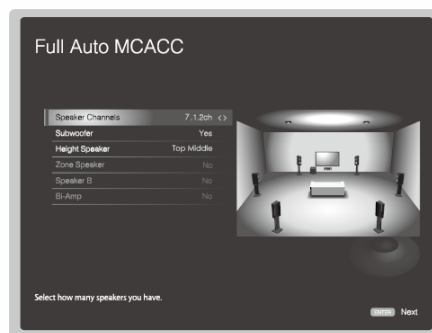 Full Auto MCACC
Speaker Channels 7.1.2ch <>
Subwoofer Yes
Height Speaker Top Middle
Zone Speaker No
Speaker B No
Bi-Amp No
Select how many speakers you have.
ENTER Next